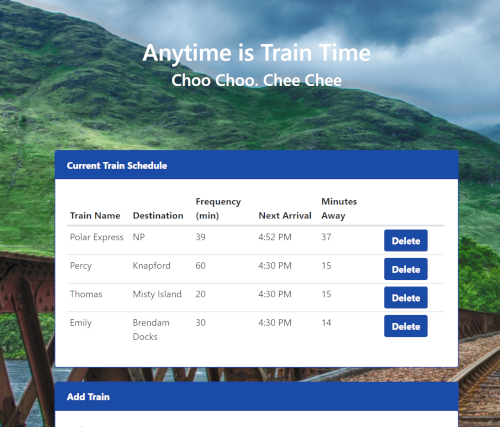 Anytime is Train Time
Choo Choo. Chee Chee
Current Train Schedule
Train Name Destination Frequency (min) Next Arrival Minutes Away
Polar Express NP 39 4:52 PM 37 Delete
Percy Knapford 60 4:30 PM 15 Delete
Thomas Misty Island 20 4:30 PM 15 Delete
Emily Brendam Docks 30 4:30 PM 14 Delete
Add Train